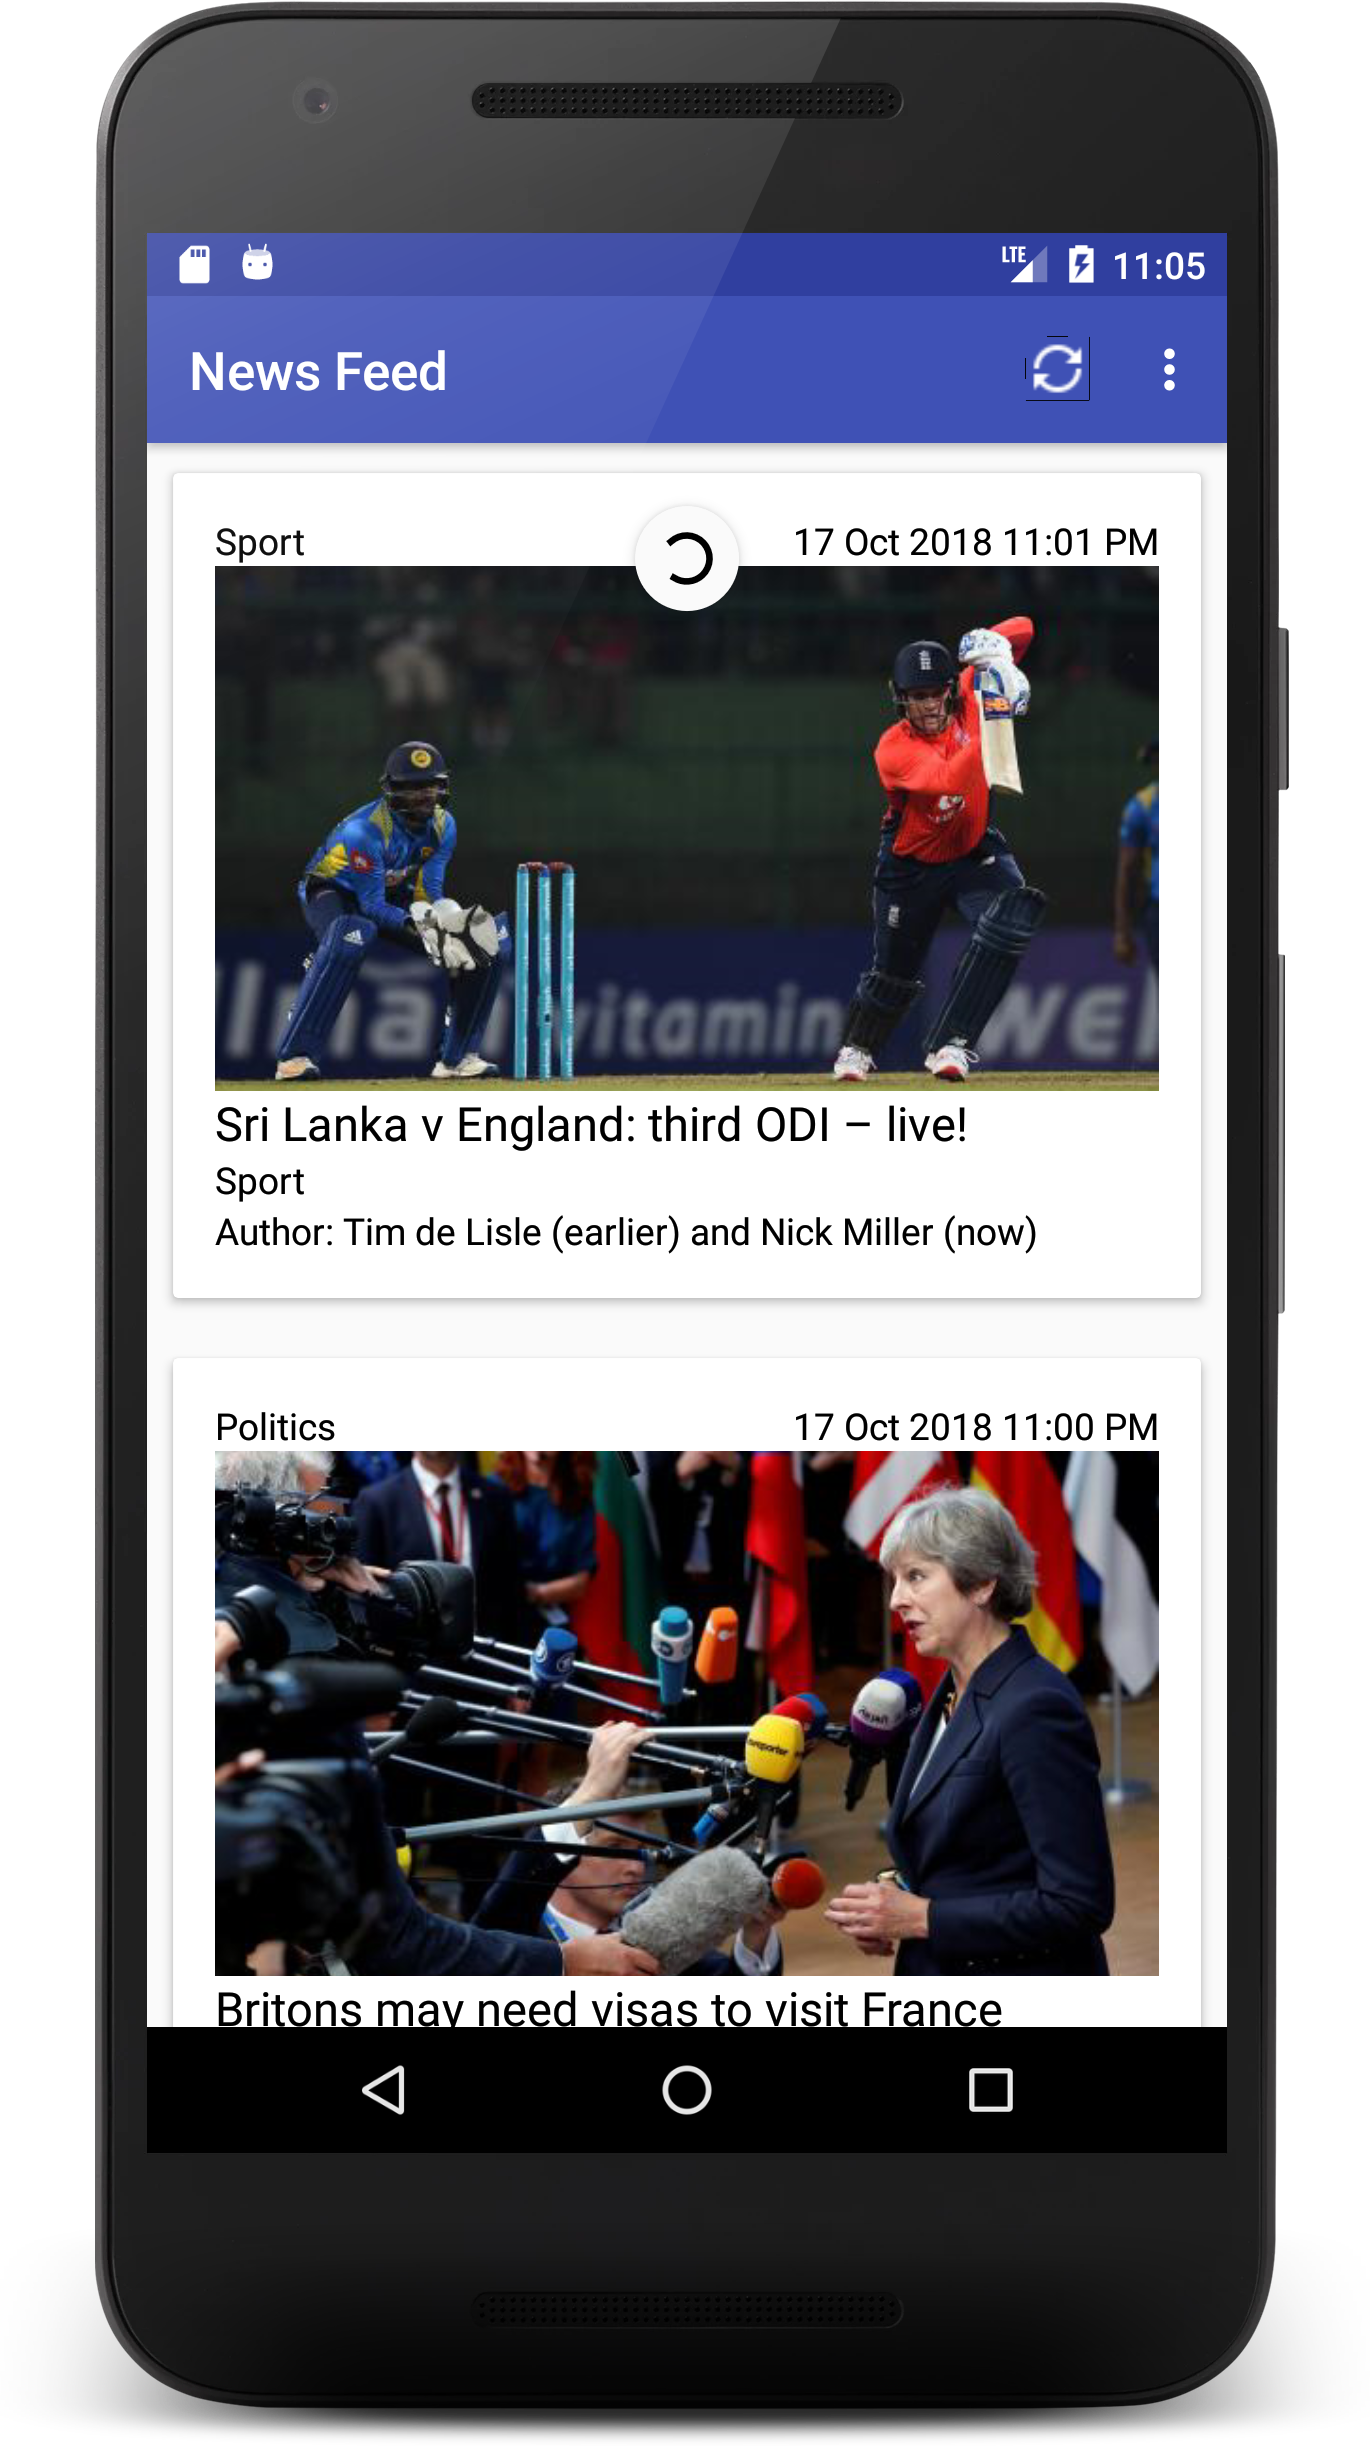 LTE 11:05
News Feed
Sport 17 Oct 2018 11:01 PM
vitamin
Sri Lanka v England: third ODI – live!
Sport
Author: Tim de Lisle (earlier) and Nick Miller (now)
Politics 17 Oct 2018 11:00 PM
Britons may need visas to visit France